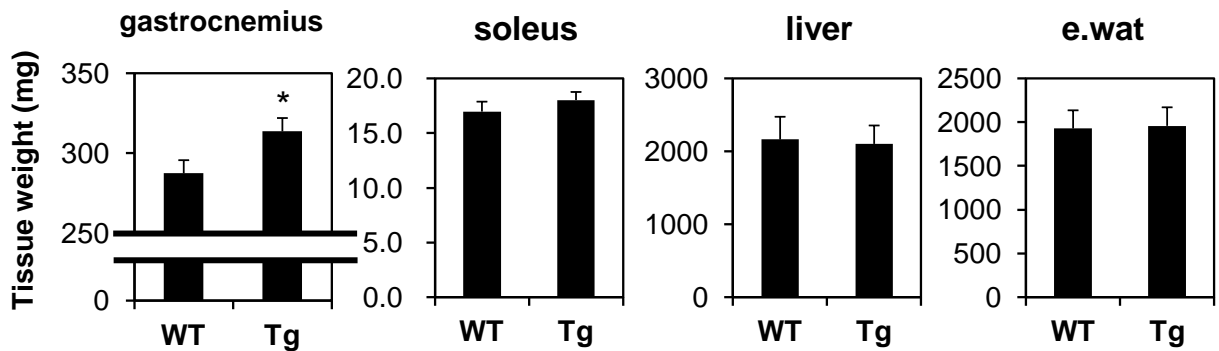 gastrocnemius
soleus
liver
e.wat
Tissue weight (mg)
350
300
250
0
*
WT
Tg
20.0
15.0
10.0
5.0
0.0
WT
Tg
3000
2000
1000
0
WT
Tg
2500
2000
1500
1000
500
0
WT
Tg